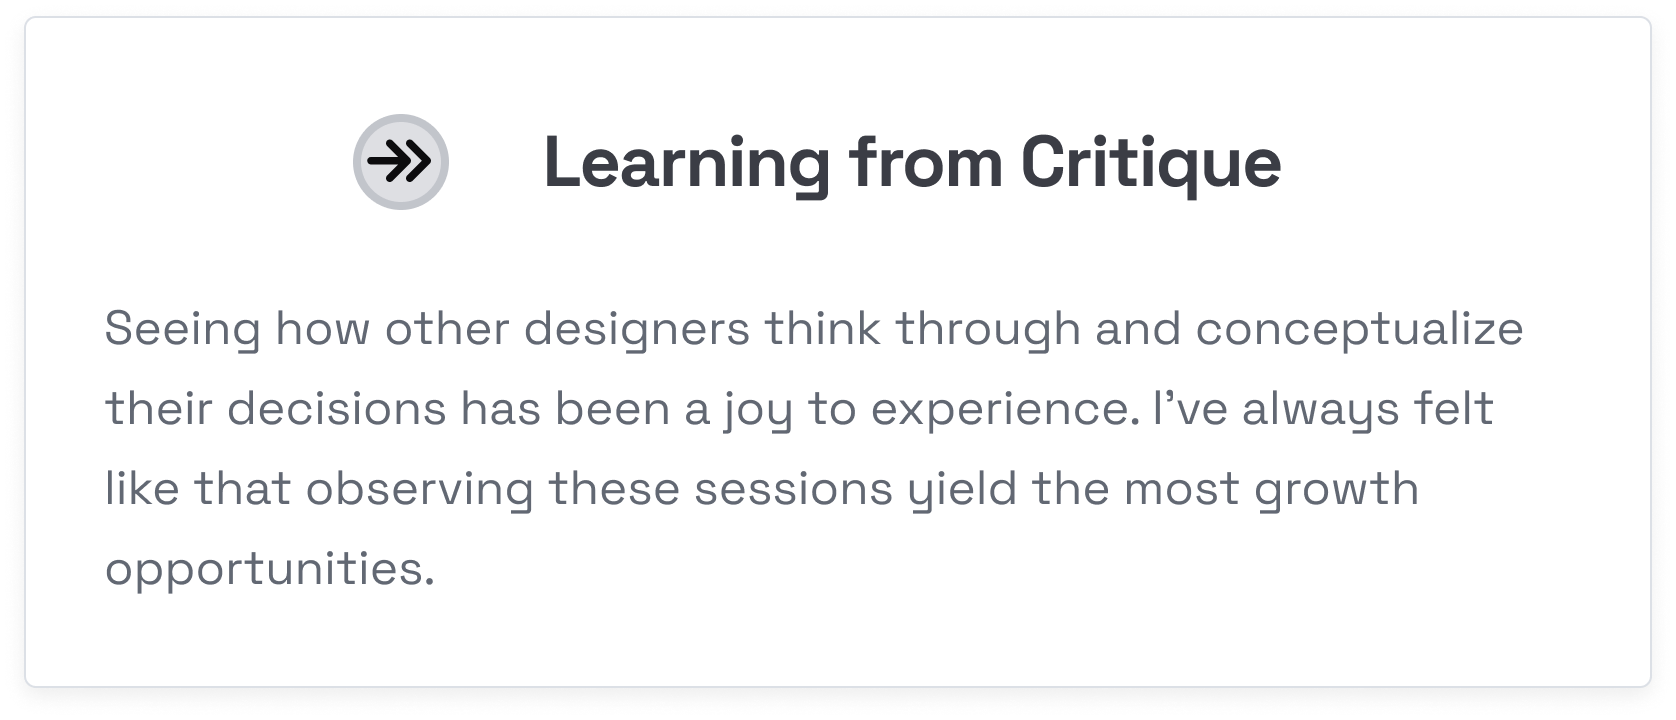 Learning from Critique
Seeing how other designers think through and conceptualize
their decisions has been a joy to experience. I’ve always felt
like that observing these sessions yield the most growth
opportunities.